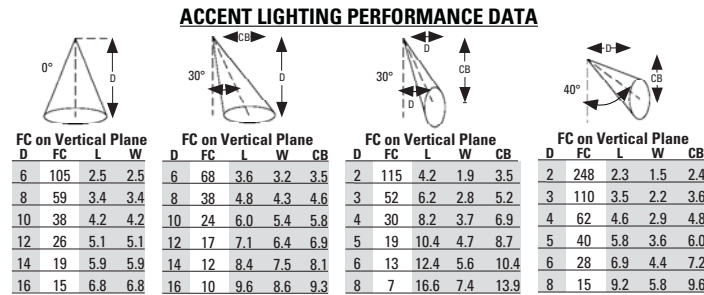 ACCENT LIGHTING PERFORMANCE DATA
0°
D
FC on Vertical Plane
D FC L W
6 105 2.5 2.5
8 59 3.4 3.4
10 38 4.2 4.2
12 26 5.1 5.1
14 19 5.9 5.9
16 15 6.8 6.8
CB
30°
D
FC on Vertical Plane
D FC L W CB
6 68 3.6 3.2 3.5
8 38 4.8 4.3 4.6
10 24 6.0 5.4 5.8
12 17 7.1 6.4 6.9
14 12 8.4 7.5 8.1
16 10 9.6 8.6 9.3
D
30°
CB
D
FC on Vertical Plane
D FC L W CB
2 115 4.2 1.9 3.5
3 52 6.2 2.8 5.2
4 30 8.2 3.7 6.9
5 19 10.4 4.7 8.7
6 13 12.4 5.6 10.4
8 7 16.6 7.4 13.9
D
40°
CB
FC on Vertical Plane
D FC L W CB
2 248 2.3 1.5 2.4
3 110 3.5 2.2 3.6
4 62 4.6 2.9 4.8
5 40 5.8 3.6 6.0
6 28 6.9 4.4 7.2
8 15 9.2 5.8 9.6